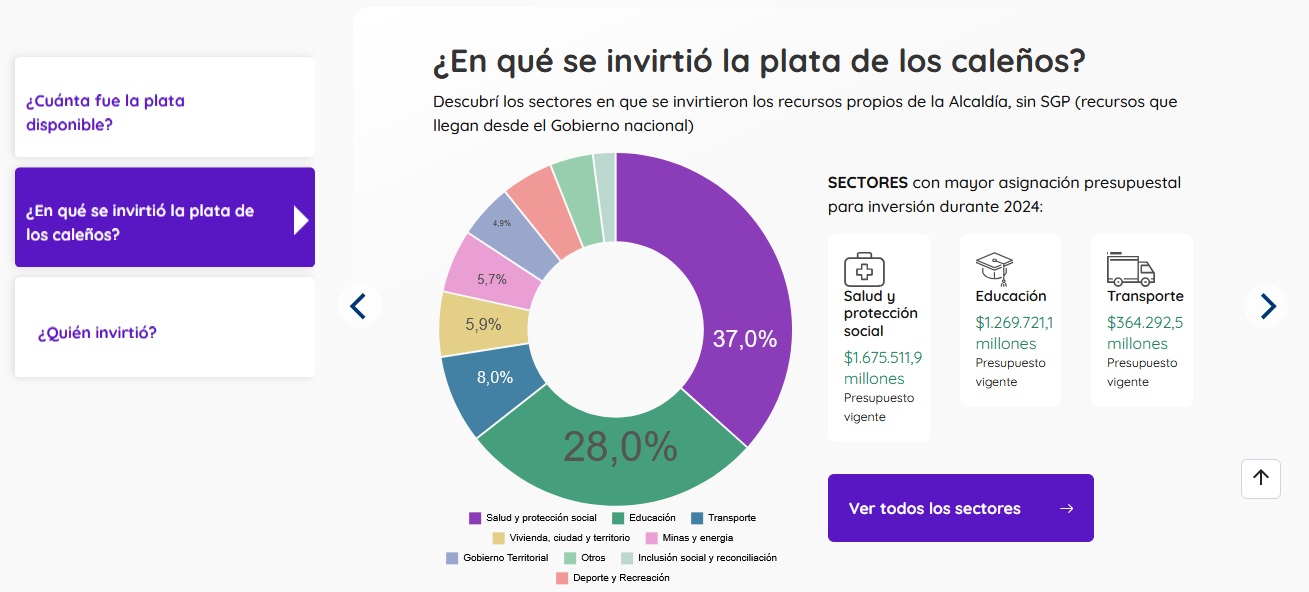 ¿Cuánta fue la plata
disponible?
¿En qué se invirtió la plata de
los caleños?
¿Quién invirtió?
¿En qué se invirtió la plata de los caleños?
Descubrí los sectores en que se invirtieron los recursos propios de la Alcaldía, sin SGP (recursos que
llegan desde el Gobierno nacional)
4,9%
5,7%
5,9%
8,0%
37,0%
28,0%
Salud y protección social
Educación
Transporte
Vivienda, ciudad y territorio
Minas y energia
Gobierno Territorial
Otros
Inclusión social y reconciliación
Deporte y Recreación
SECTORES con mayor asignación presupuestal
para inversión durante 2024:
Salud y
protección
social
$1.675.511,9
millones
Presupuesto
vigente
Educación
$1.269.721,1
millones
Presupuesto
vigente
Transporte
$364.292,5
millones
Presupuesto
vigente
Ver todos los sectores